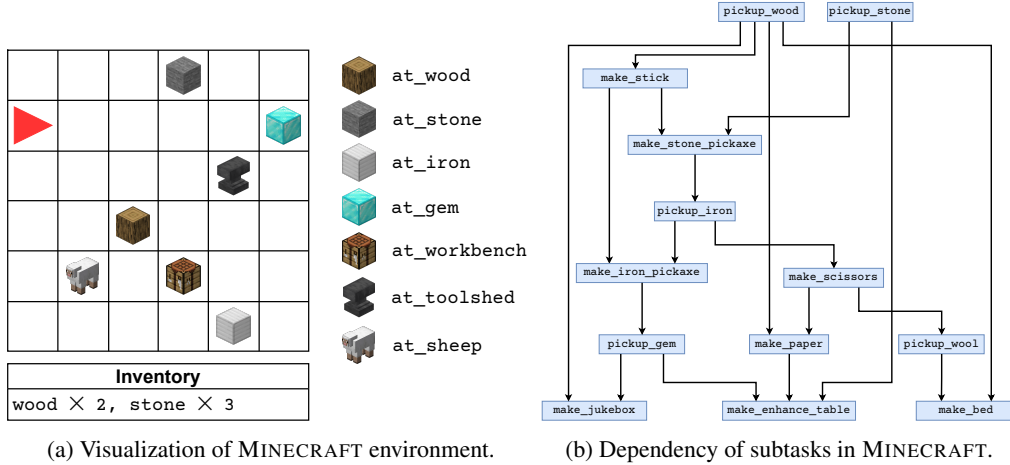 at_wood
at_stone
at_iron
at_gem
at_workbench
at_toolshed
at_sheep
Inventory
wood × 2, stone × 3
(a) Visualization of MINECRAFT environment.
pickup_wood
pickup_stone
make_stick
make_stone_pickaxe
pickup_iron
make_iron_pickaxe
make_scissors
pickup_gem
make_paper
pickup_wool
make_jukebox
make_enhance_table
make_bed
(b) Dependency of subtasks in MINECRAFT.